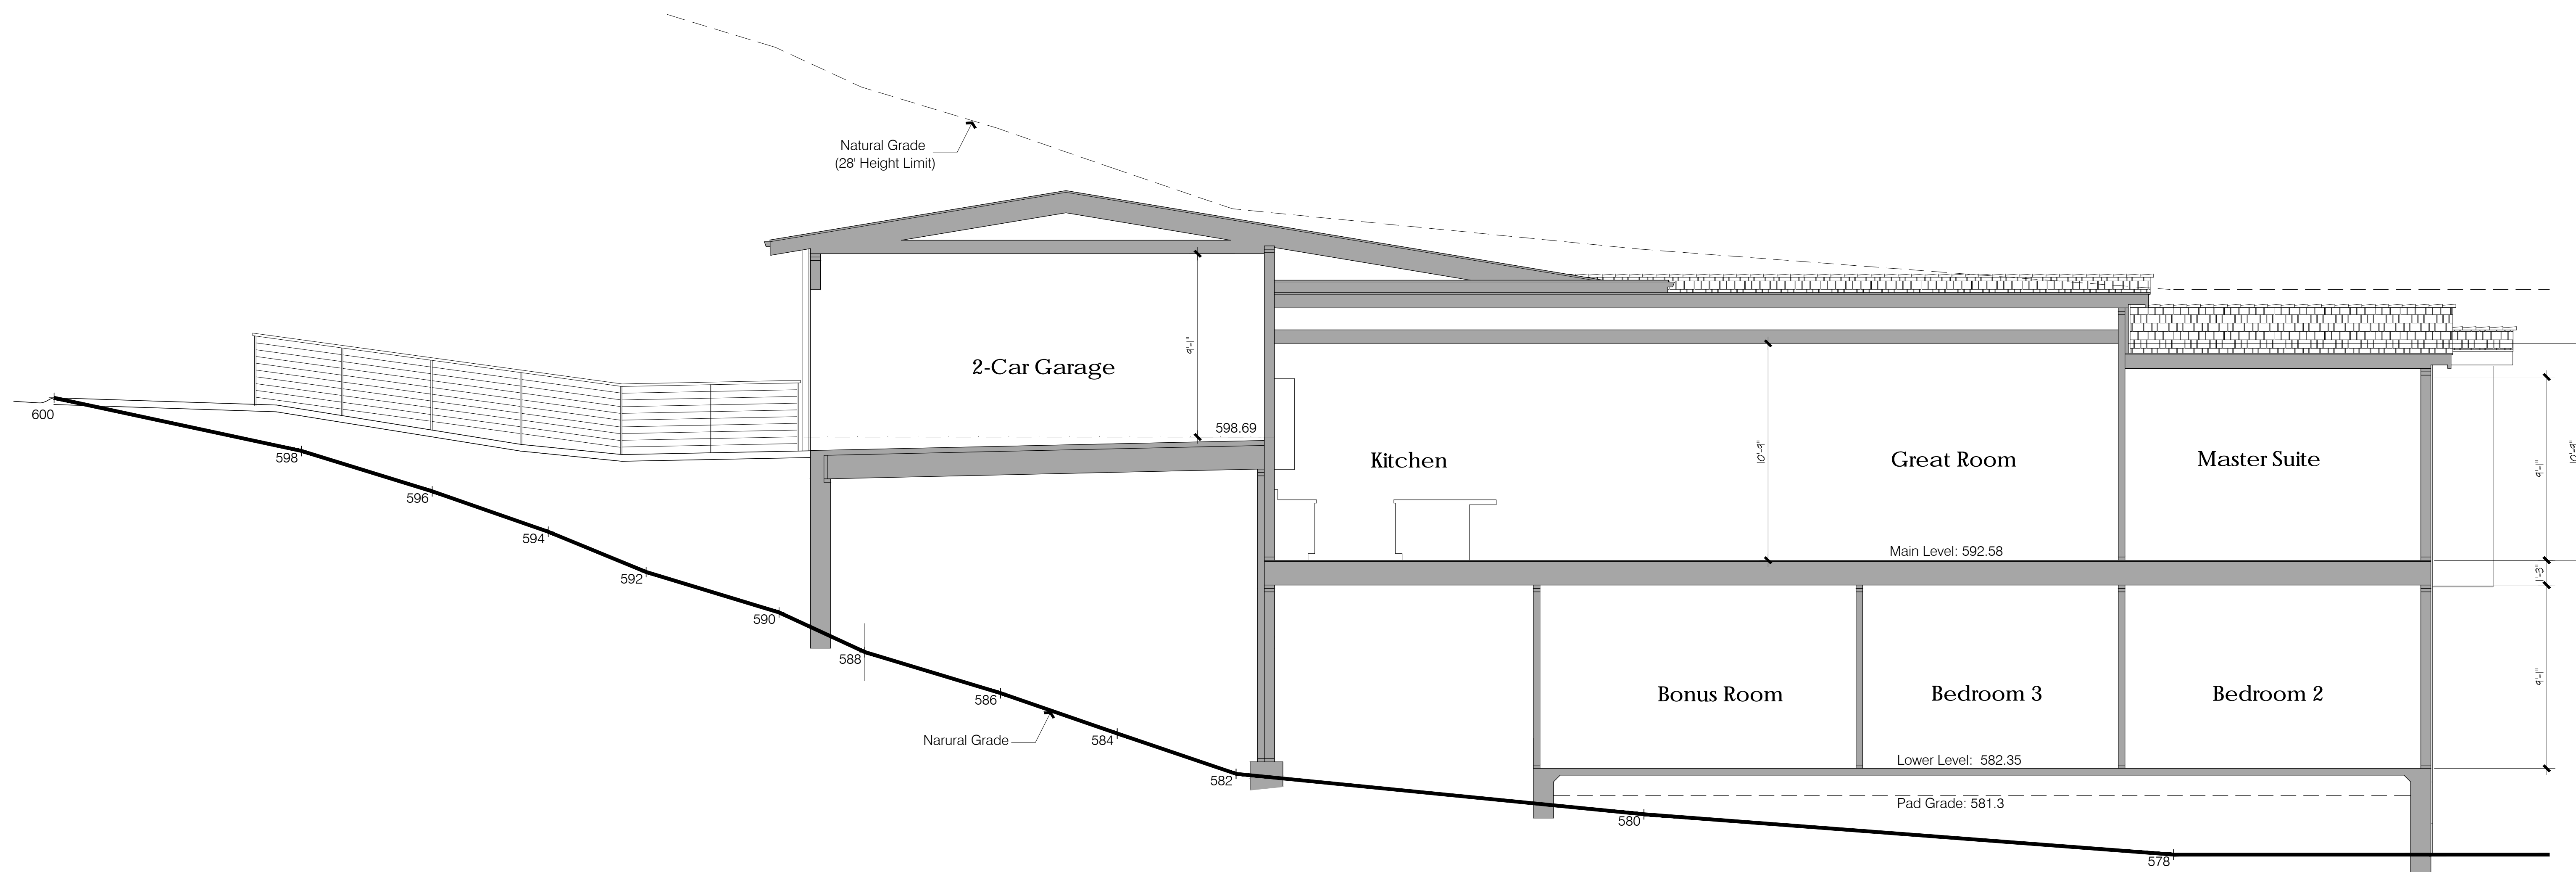 Natural Grade
(28' Height Limit)
9'-1"
2-Car Garage
600
598.69
598
Kitchen
10'-9"
Great Room
Master Suite
9'-1"
10'-9"
596
594
Main Level: 592.58
592
1'-3"
590
588
9'-1"
586
Bonus Room
Bedroom 3
Bedroom 2
Narural Grade
584
Lower Level: 582.35
582
Pad Grade: 581.3
580
578